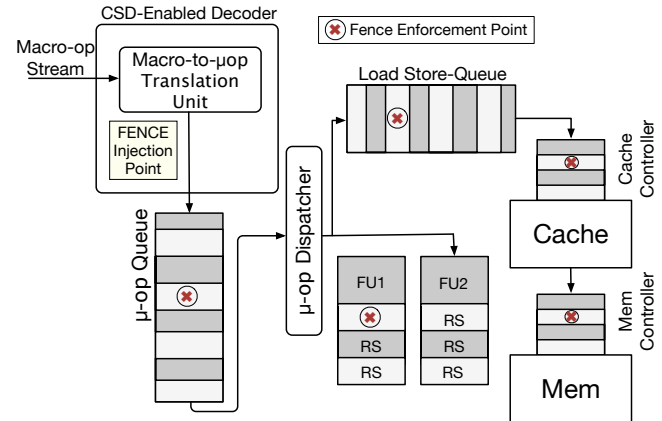 CSD-Enabled Decoder
Macro-op
Stream
Macro-to-μop
Translation
Unit
FENCE
Injection
Point
Fence Enforcement Point
Load Store-Queue
Cache
Controller
Cache
μ-op Queue
μ-op Dispatcher
FU1
FU2
RS
RS
RS
RS
RS
Mem
Controller
Mem